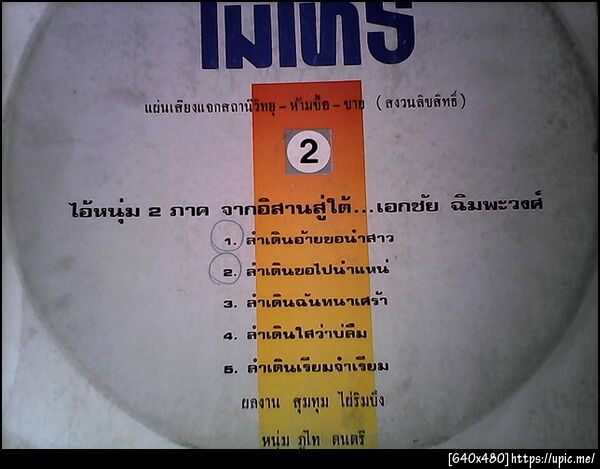 ไมโหร
แผ่นเสียงแจกสถานีวิทยุ - ห้ามซื้อ - ขาย (สงวนลิขสิทธิ์)
2
ไอ้หนุ่ม 2 ภาค จากอิสานสู่ใต้...เอกชัย ฉิมพะวงศ์
1. ลำเดินอ้ายขอนำสาว
2. ลำเดินขอไปนำแหน่
3. ลำเดินฉันทนาเศร้า
4. ลำเดินใสว่าบ่ลืม
5. ลำเดินเรียมจำเรียม
ผลงาน สุมทุม ไผ่ริมบึง
หนุ่ม ภูไท ดนตรี
[640x480]https://upic.me/